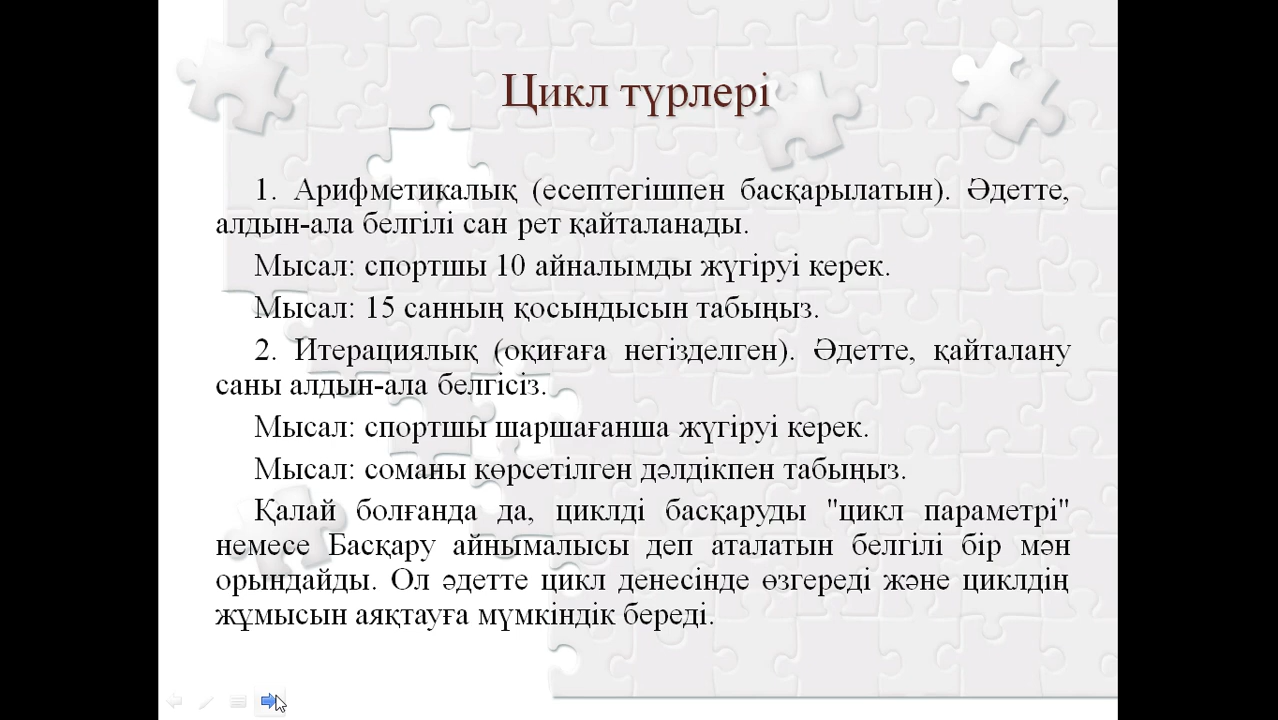 Цикл түрлері
1. Арифметикалық (есептегішпен басқарылатын). Әдетте,
алдын-ала белгілі сан рет қайталанады.
Мысал: спортшы 10 айналымды жүгіруі керек.
Мысал: 15 санның қосындысын табыңыз.
2. Итерациялық (оқиғаға негізделген). Әдетте, қайталану
саны алдын-ала белгісіз.
Мысал: спортшы шаршағанша жүгіруі керек.
Мысал: соманы көрсетілген дәлдікпен табыңыз.
Қалай болғанда да, циклді басқаруды "цикл параметрі"
немесе Басқару айнымалысы деп аталатын белгілі бір мән
орындайды. Ол әдетте цикл денесінде өзгереді және циклдің
жұмысын аяқтауға мүмкіндік береді.